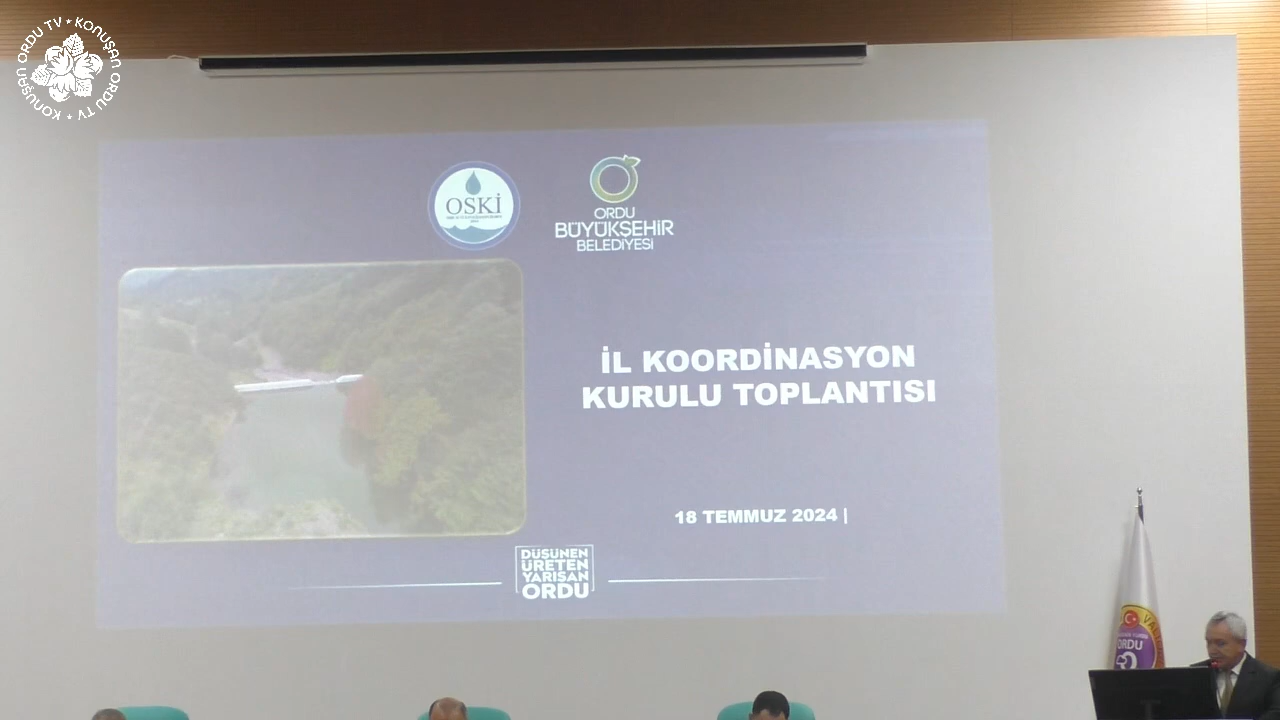 KONUŞAN ORDU TV ★ KONUŞAN ORDU TV ★
OSKİ
ORDU
BÜYÜKŞEHİR
BELEDİYESİ
İL KOORDİNASYON
KURULU TOPLANTISI
18 TEMMUZ 2024 |
DÜŞÜNEN
ÜRETEN
YARIŞAN
ORDU
ORDU